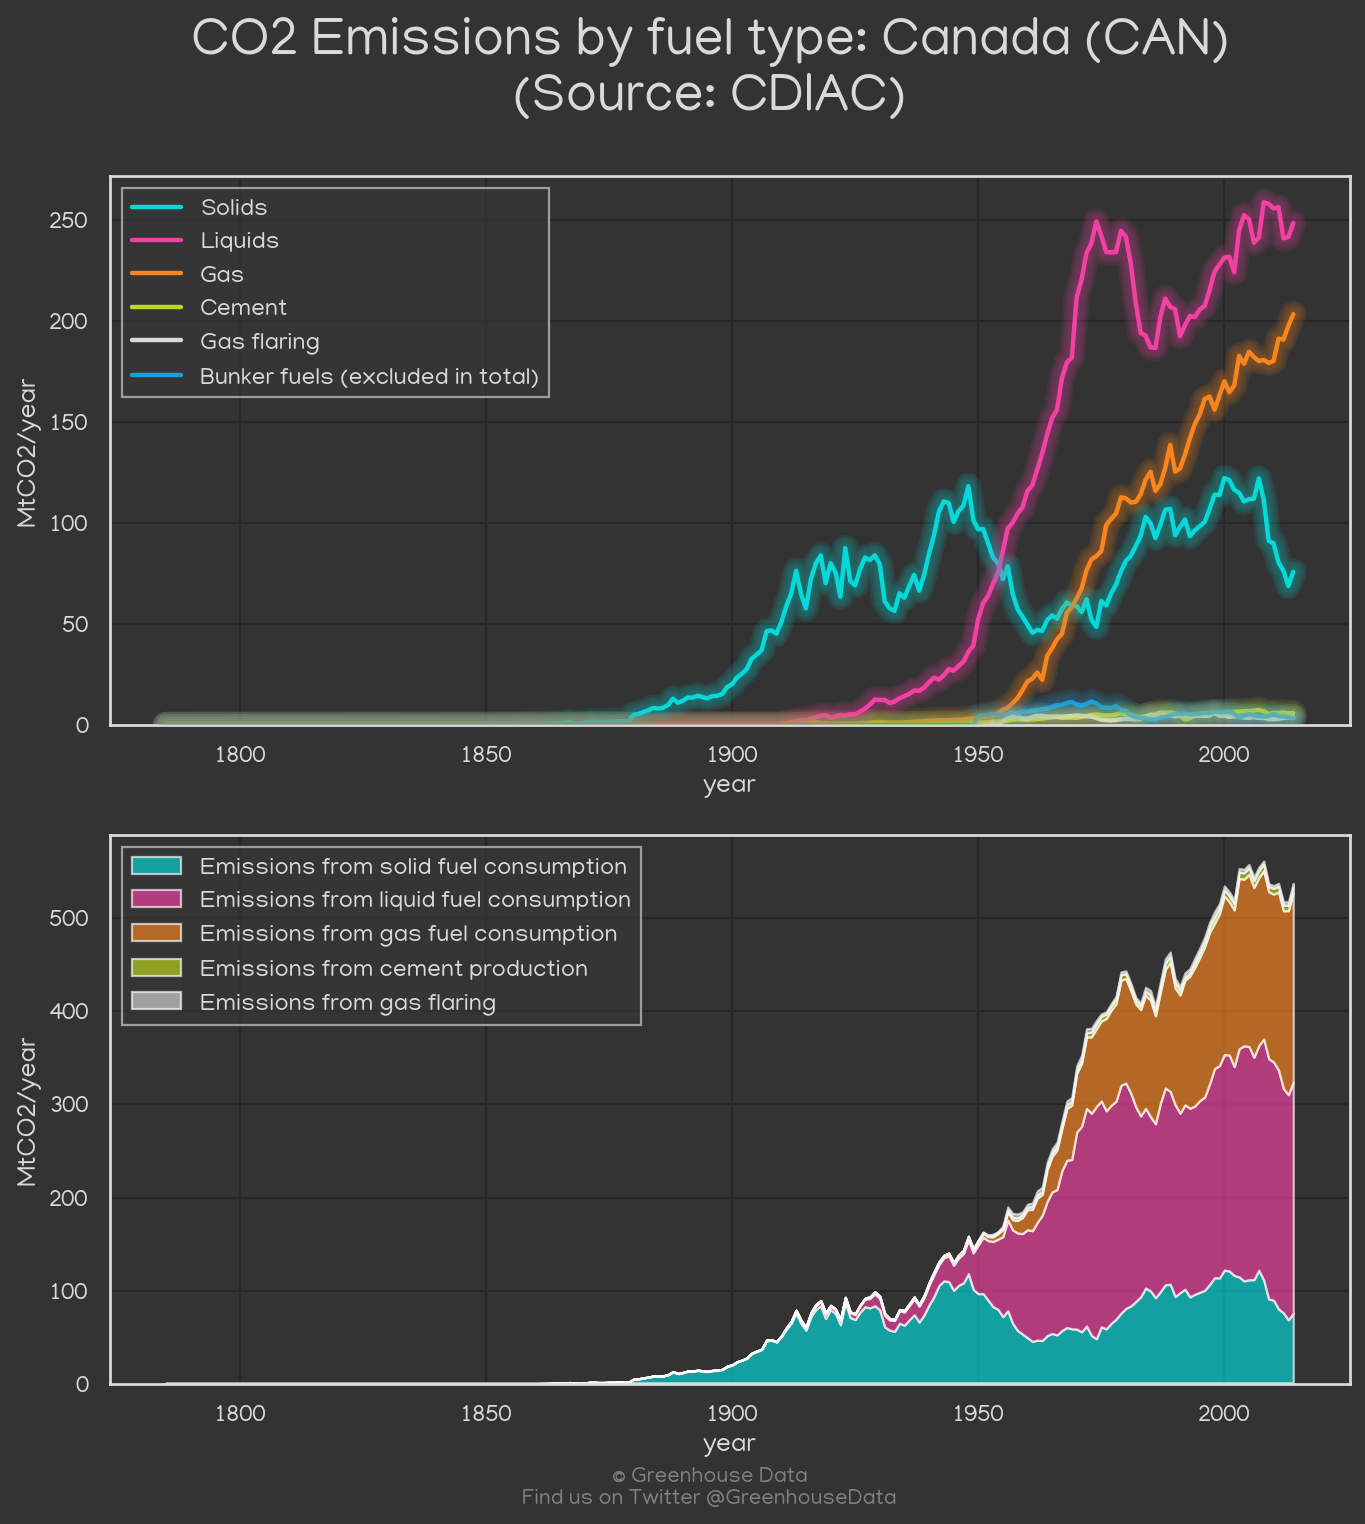 CO2 Emissions by fuel type: Canada (CAN)
(Source: CDIAC)
Solids
Liquids
Gas
Cement
Gas flaring
Bunker fuels (excluded in total)
MtCO2/year
250
200
150
100
50
0
1800 1850 1900 1950 2000
year
Emissions from solid fuel consumption
Emissions from liquid fuel consumption
Emissions from gas fuel consumption
Emissions from cement production
Emissions from gas flaring
MtCO2/year
500
400
300
200
100
0
1800 1850 1900 1950 2000
year
© Greenhouse Data
Find us on Twitter @GreenhouseData